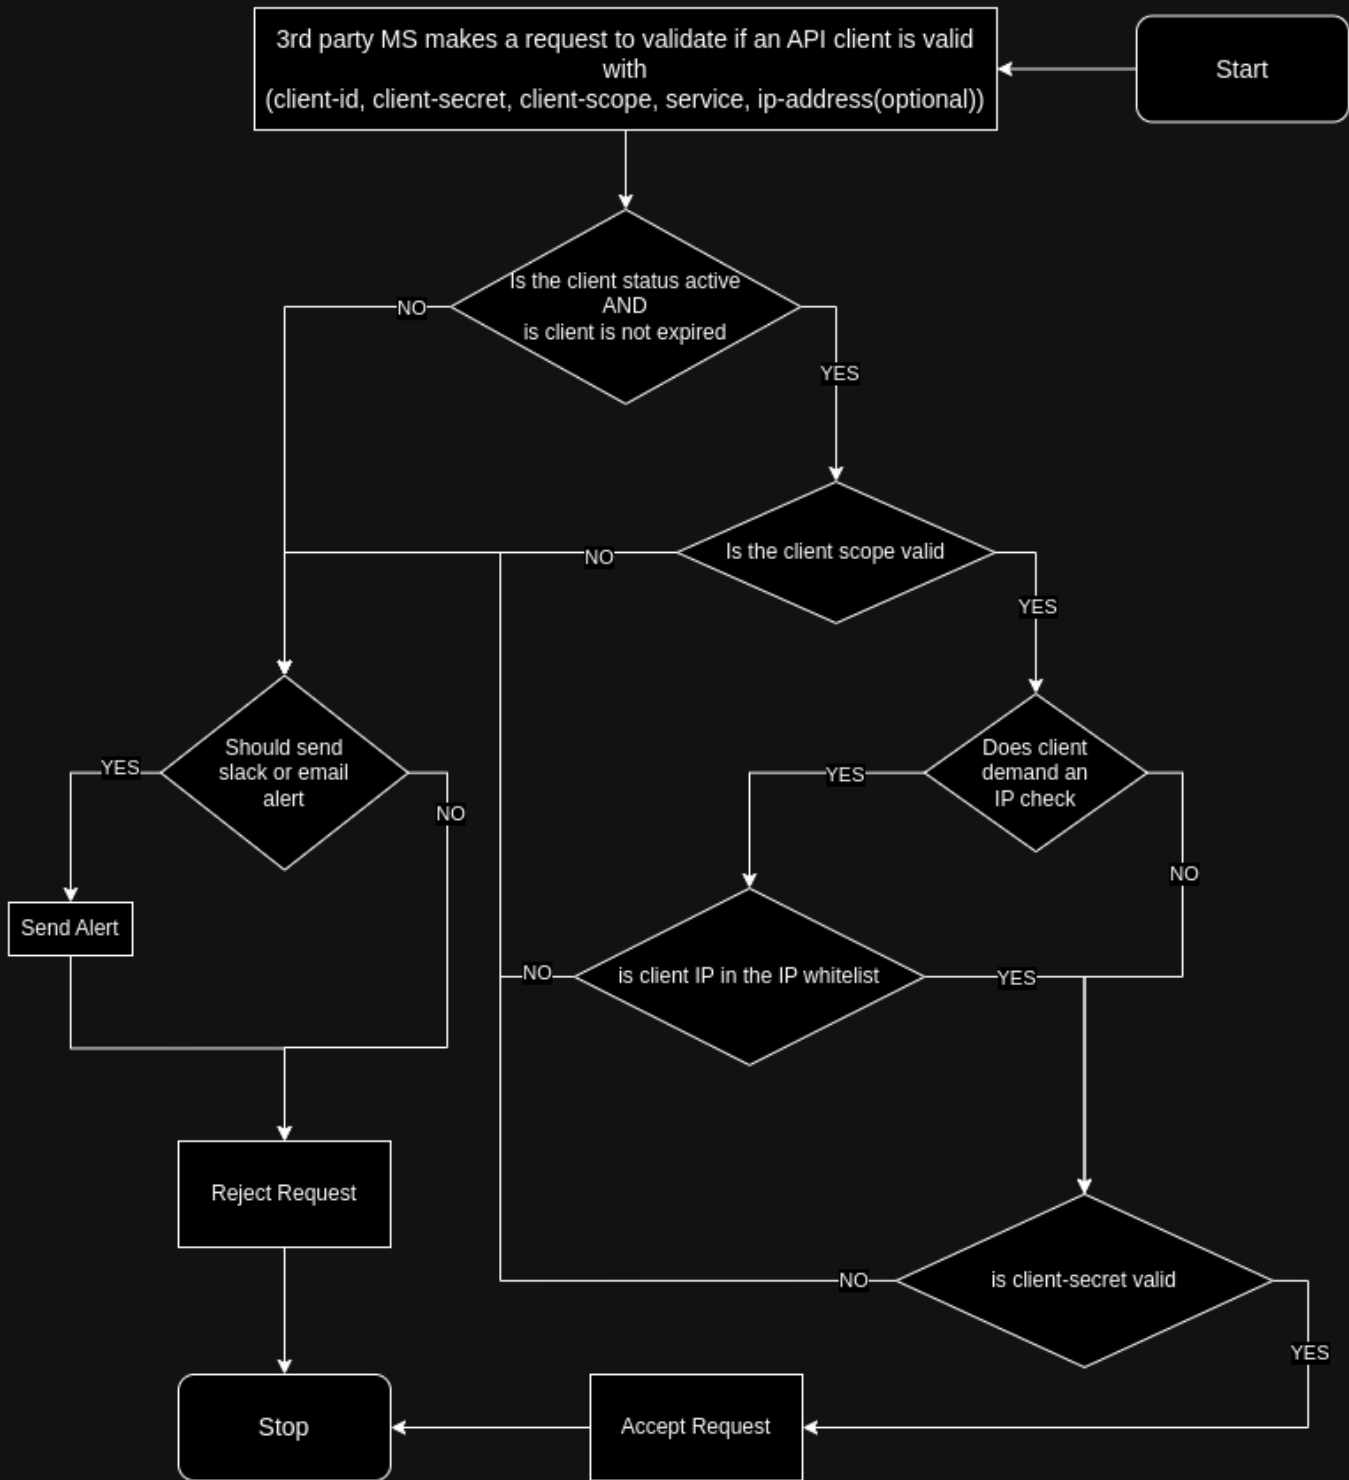 3rd party MS makes a request to validate if an API client is valid
with
(client-id, client-secret, client-scope, service, ip-address(optional))
Start
Is the client status active
AND
is client is not expired
NO
YES
Is the client scope valid
NO
YES
Should send
slack or email
alert
YES
NO
Does client
demand an
IP check
YES
NO
Send Alert
is client IP in the IP whitelist
NO
YES
Reject Request
is client-secret valid
NO
YES
Stop
Accept Request